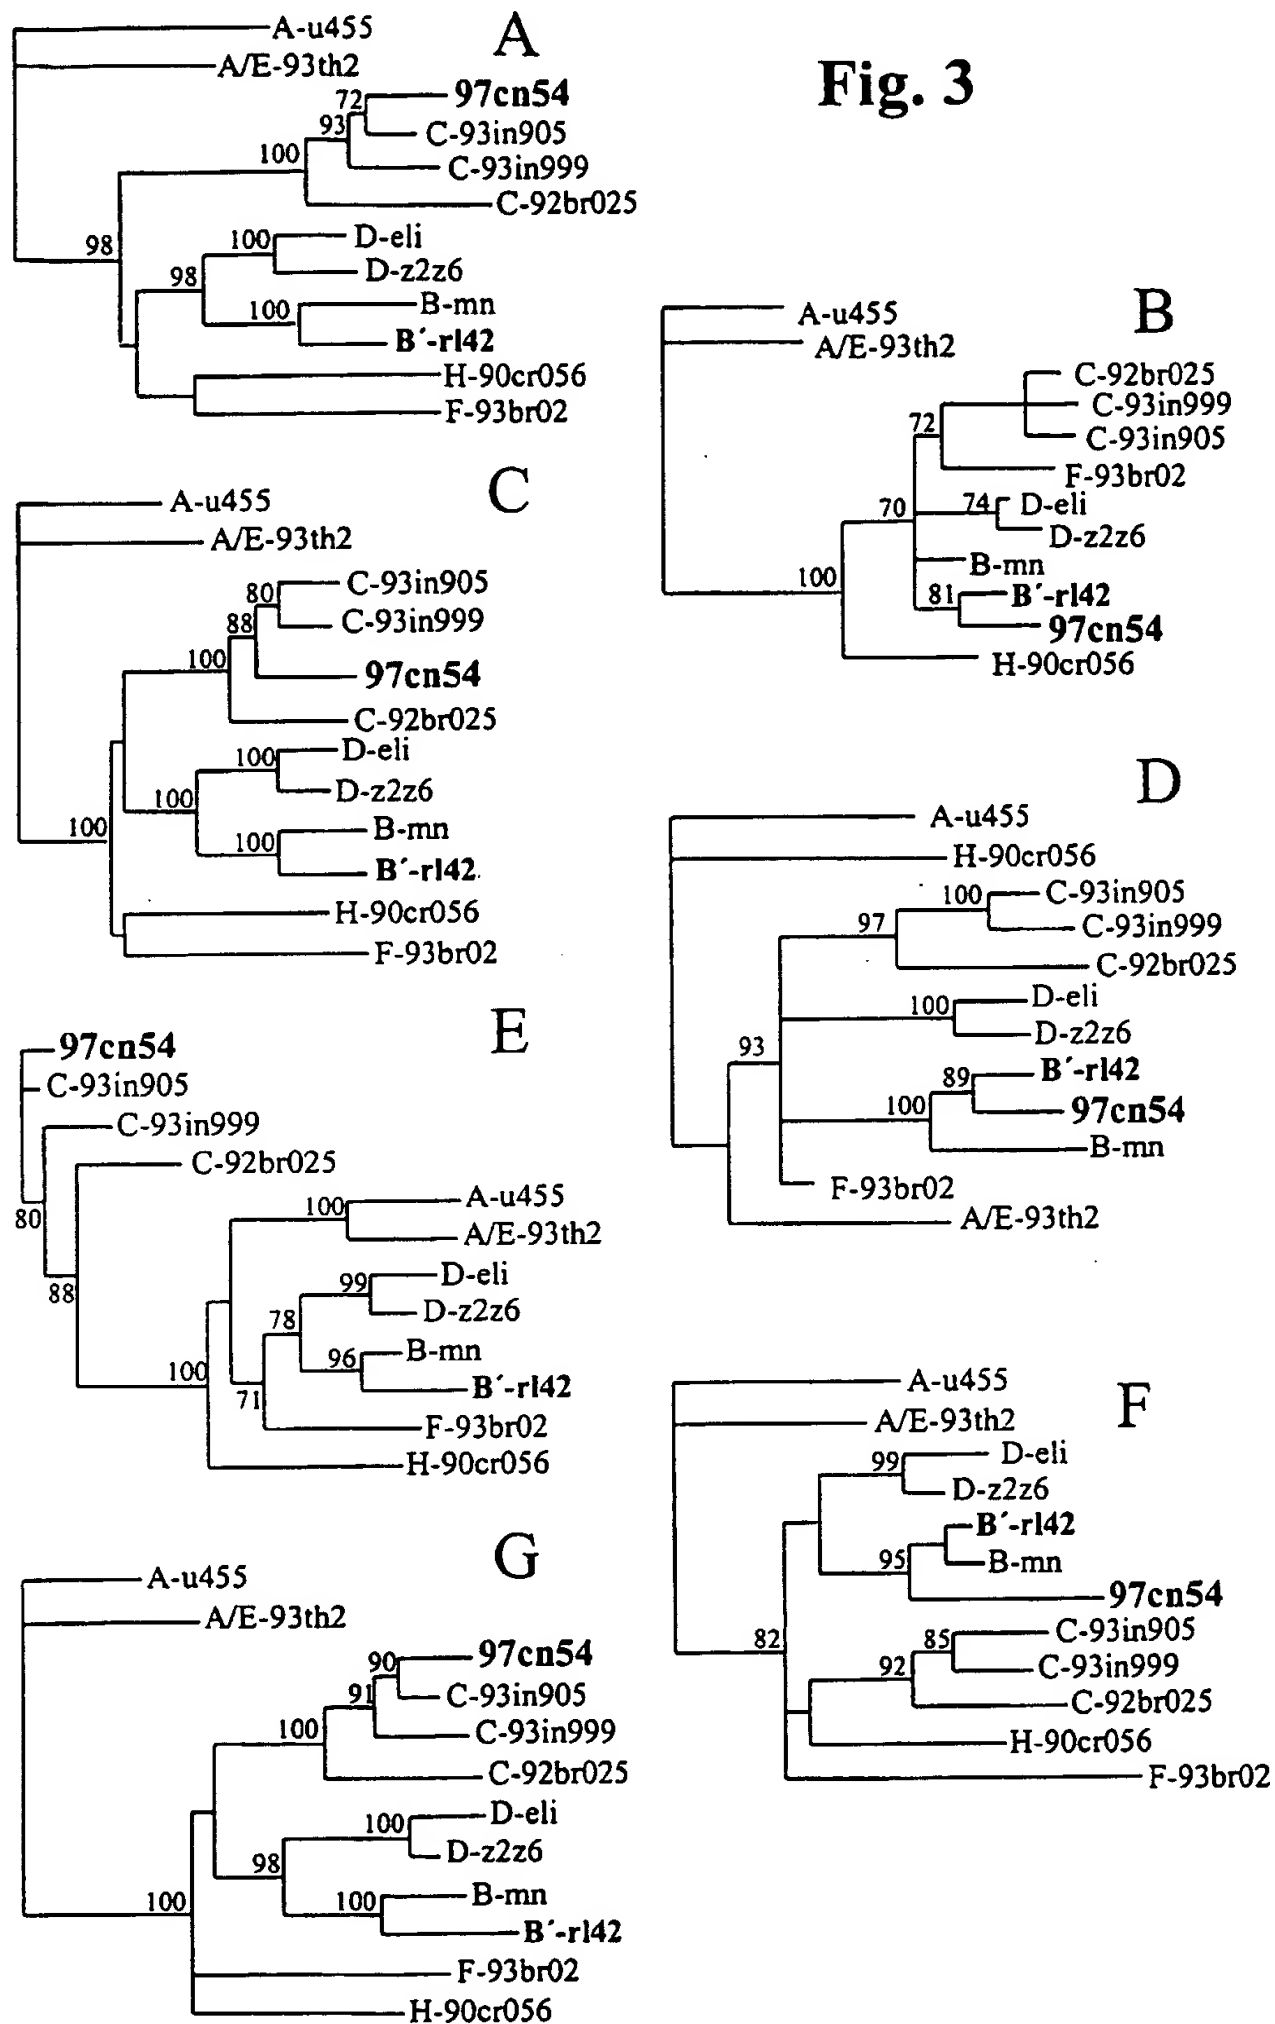 Fig. 3
A
A-u455
A/E-93th2
72
97cn54
93
C-93in905
100
C-93in999
C-92br025
98
100
D-eli
D-z2z6
98
100
B-mn
B´-rl42
H-90cr056
F-93br02
B
A-u455
A/E-93th2
C-92br025
C-93in999
72
C-93in905
F-93br02
70
74
D-eli
D-z2z6
B-mn
100
81
B´-rl42
97cn54
H-90cr056
C
A-u455
A/E-93th2
80
C-93in905
88
C-93in999
100
97cn54
C-92br025
100
D-eli
D-z2z6
100
B-mn
100
100
B´-rl42
H-90cr056
F-93br02
D
A-u455
H-90cr056
100
C-93in905
97
C-93in999
C-92br025
100
D-eli
D-z2z6
93
89
B´-rl42
100
97cn54
B-mn
F-93br02
A/E-93th2
E
97cn54
C-93in905
C-93in999
C-92br025
80
100
A-u455
A/E-93th2
88
99
D-eli
78
D-z2z6
96
B-mn
100
B´-rl42
71
F-93br02
H-90cr056
F
A-u455
A/E-93th2
99
D-eli
D-z2z6
B´-rl42
95
B-mn
97cn54
82
85
C-93in905
92
C-93in999
C-92br025
H-90cr056
F-93br02
G
A-u455
A/E-93th2
90
97cn54
91
C-93in905
100
C-93in999
C-92br025
100
D-eli
D-z2z6
98
100
B-mn
100
B´-rl42
F-93br02
H-90cr056